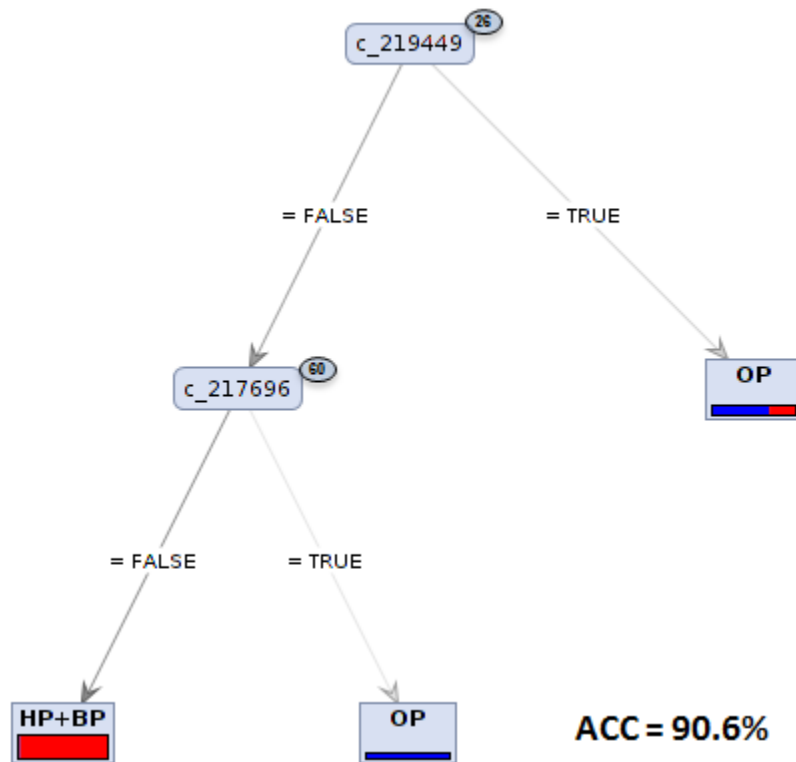 26
c_219449
= FALSE
= TRUE
60
c_217696
OP
= FALSE
= TRUE
HP+BP
OP
ACC = 90.6%